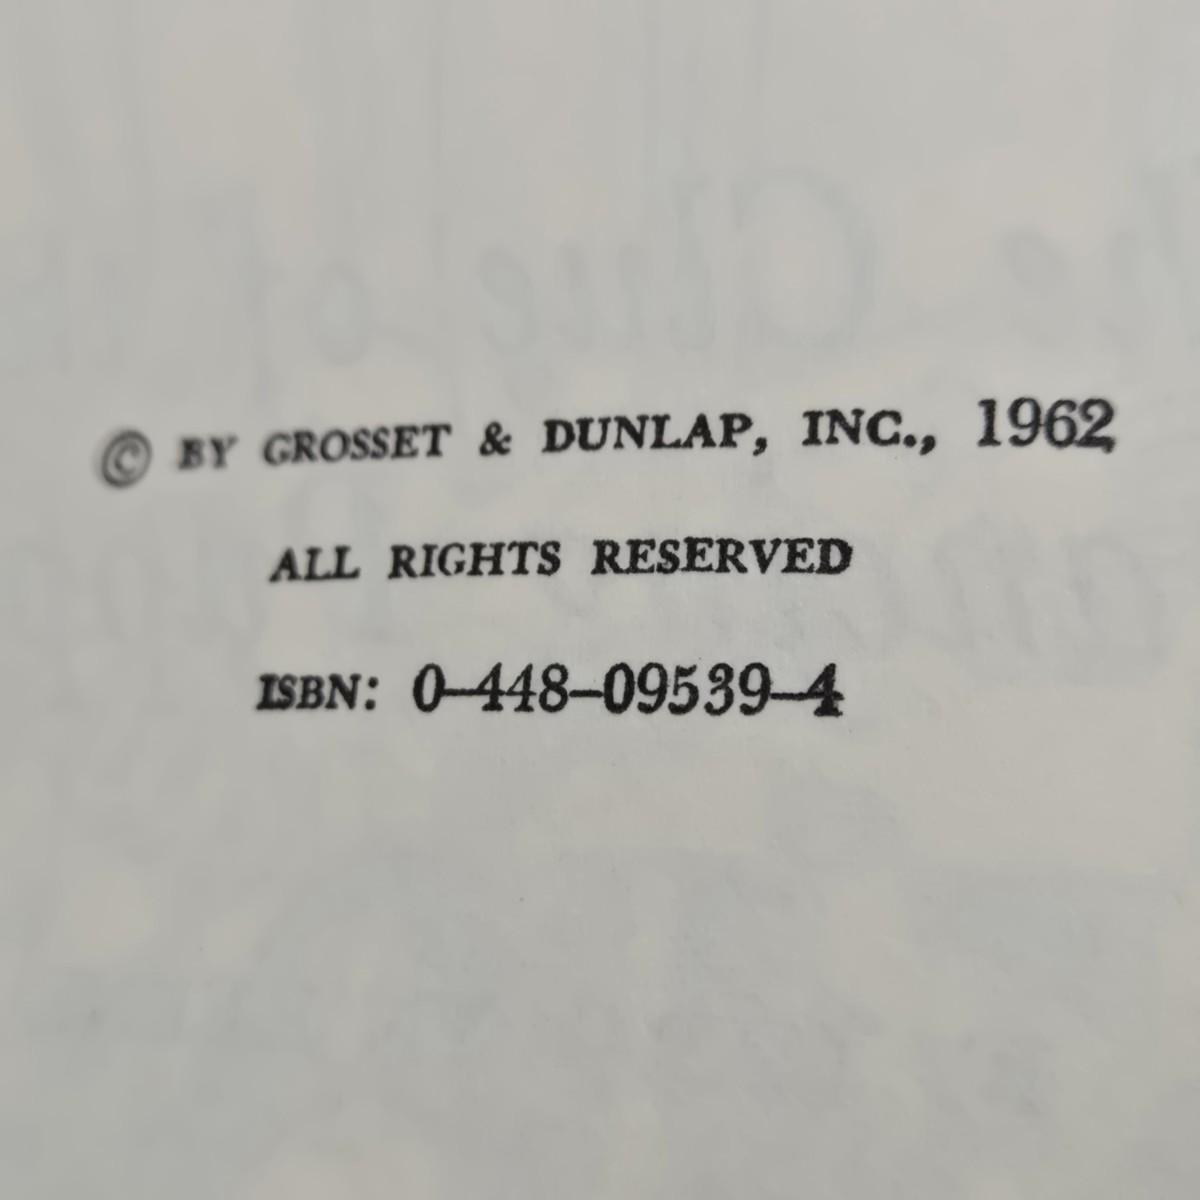 © BY GROSSET & DUNLAP, INC., 1962
ALL RIGHTS RESERVED
ISBN: 0–448–09539–4